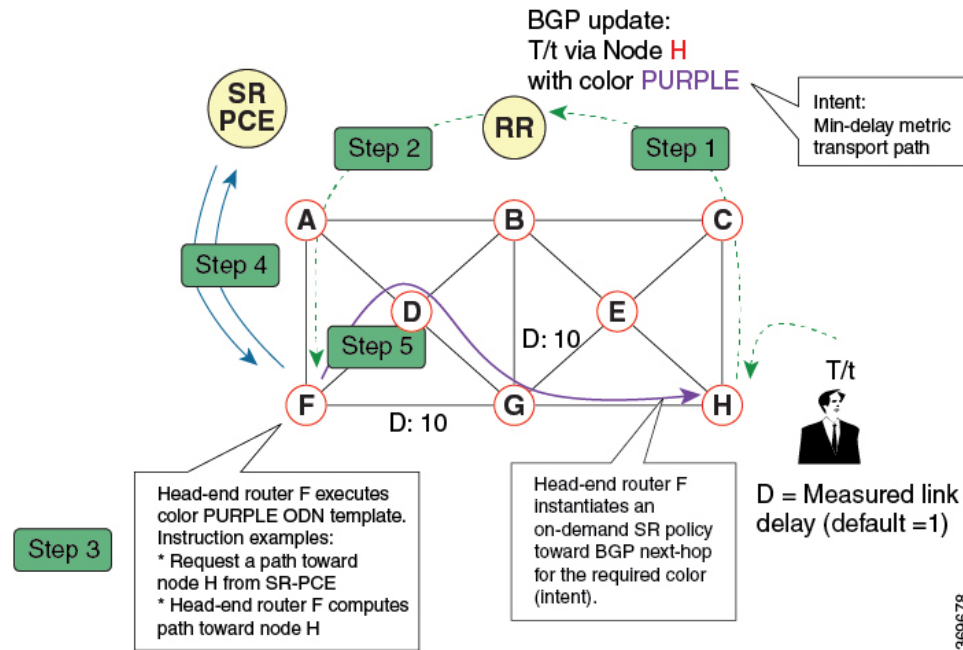 BGP update:
T/t via Node H
with color PURPLE
SR
PCE
RR
Intent:
Min-delay metric
transport path
Step 2
Step 1
A
B
C
Step 4
D
E
Step 5
D: 10
T/t
F
G
H
D: 10
Head-end router F executes
color PURPLE ODN template.
Instruction examples:
* Request a path toward
node H from SR-PCE
* Head-end router F computes
path toward node H
Step 3
Head-end router F
instantiates an
on-demand SR policy
toward BGP next-hop
for the required color
(intent).
D = Measured link
delay (default =1)
369678